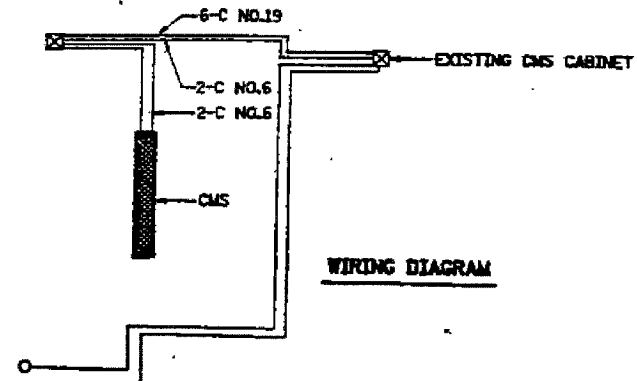 6-C NO.19
EXISTING CMS CABINET
2-C NO.6
2-C NO.6
CMS
WIRING DIAGRAM